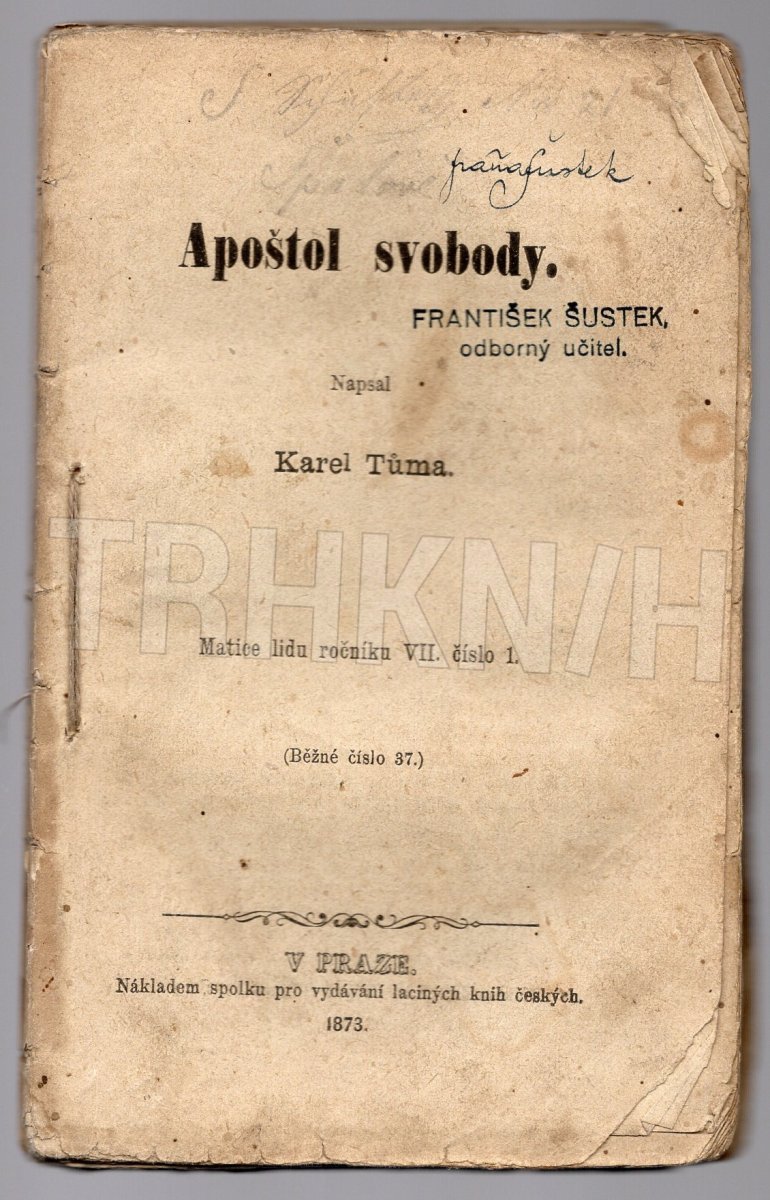 Apoštol svobody.
FRANTIŠEK ŠUSTEK,
odborný učitel.
Napsal
Karel Tůma.
TRHKN/H
Matice lidu ročníku VII. číslo 1.
(Běžné číslo 37.)
V PRAZE.
Nákladem spolku pro vydávání laciných knih českých.
1873.